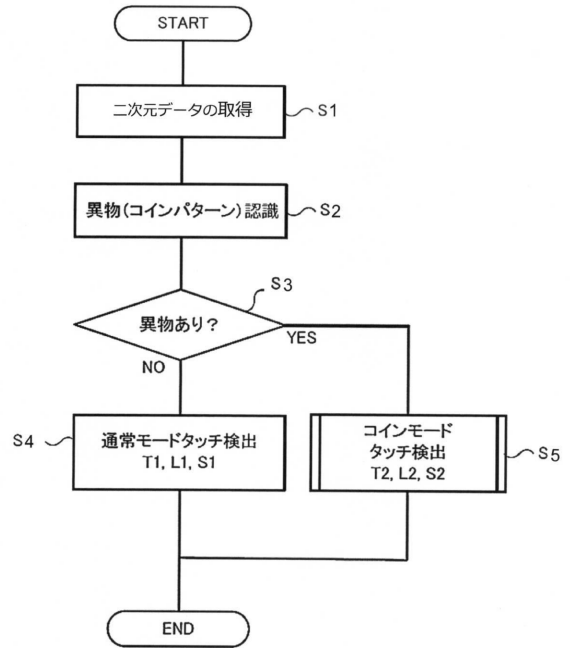 START
二次元データの取得
S1
異物(コインパターン)認識
S2
S3
異物あり?
YES
NO
S4
通常モードタッチ検出
T1, L1, S1
コインモード
タッチ検出
T2, L2, S2
S5
END